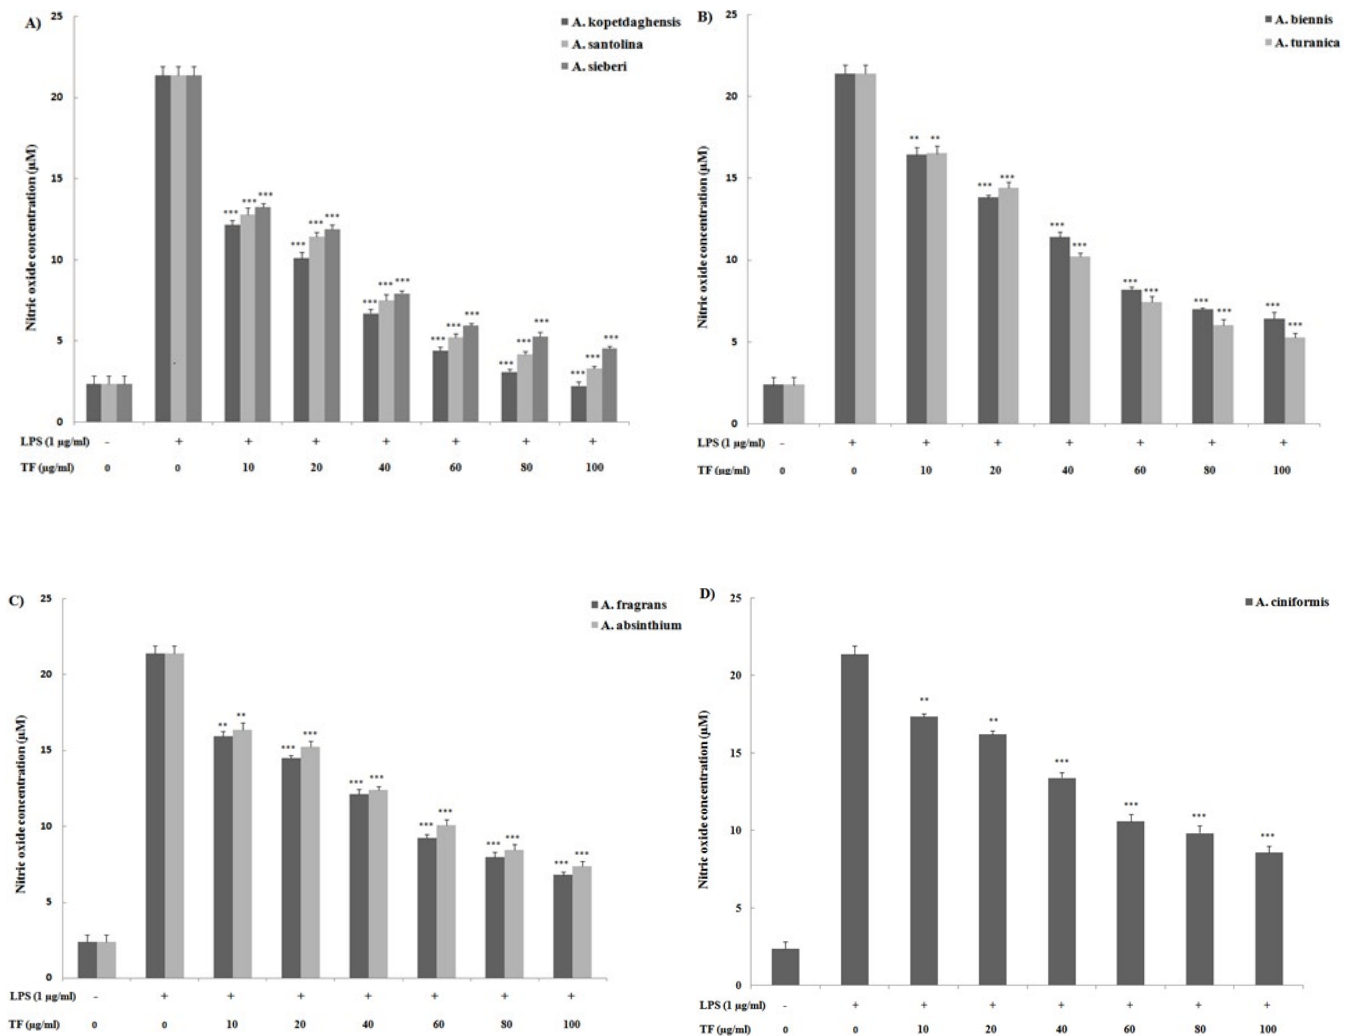 A)
A. kopetdaghensis
A. santolina
A. sieberi
Nitric oxide concentration (µM)
25
20
15
10
5
0
*** *** ***
*** *** ***
*** *** ***
*** *** ***
*** *** ***
*** *** ***
LPS (1 µg/ml) - + + + + + + +
TF (µg/ml) 0 0 10 20 40 60 80 100
B)
A. biennis
A. turanica
Nitric oxide concentration (µM)
25
20
15
10
5
0
** **
*** ***
*** ***
*** ***
*** ***
*** ***
LPS (1 µg/ml) - + + + + + + +
TF (µg/ml) 0 0 10 20 40 60 80 100
C)
A. fragrans
A. absinthium
Nitric oxide concentration (µM)
25
20
15
10
5
0
** **
*** ***
*** ***
*** ***
*** ***
*** ***
LPS (1 µg/ml) - + + + + + + +
TF (µg/ml) 0 0 10 20 40 60 80 100
D)
A. ciniformis
Nitric oxide concentration (µM)
25
20
15
10
5
0
**
**
***
***
***
***
LPS (1 µg/ml) - + + + + + + +
TF (µg/ml) 0 0 10 20 40 60 80 100